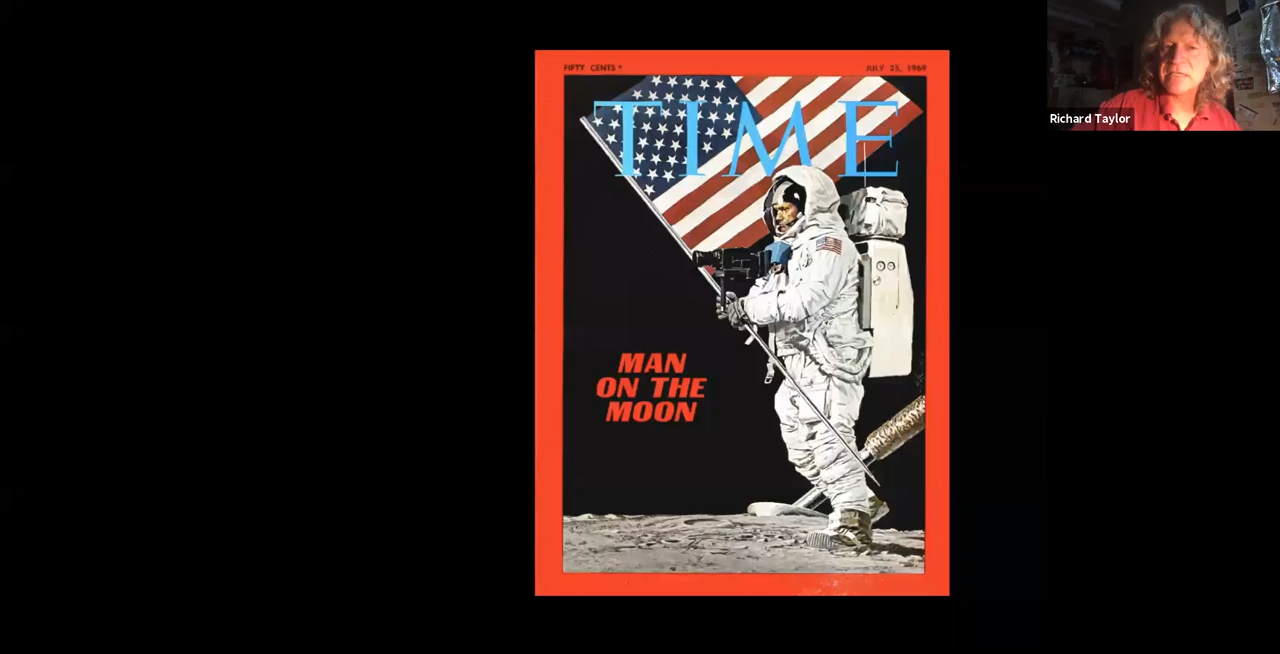 FIFTY CENTS *
JULY 25, 1969
TIME
MAN
ON THE
MOON
Richard Taylor